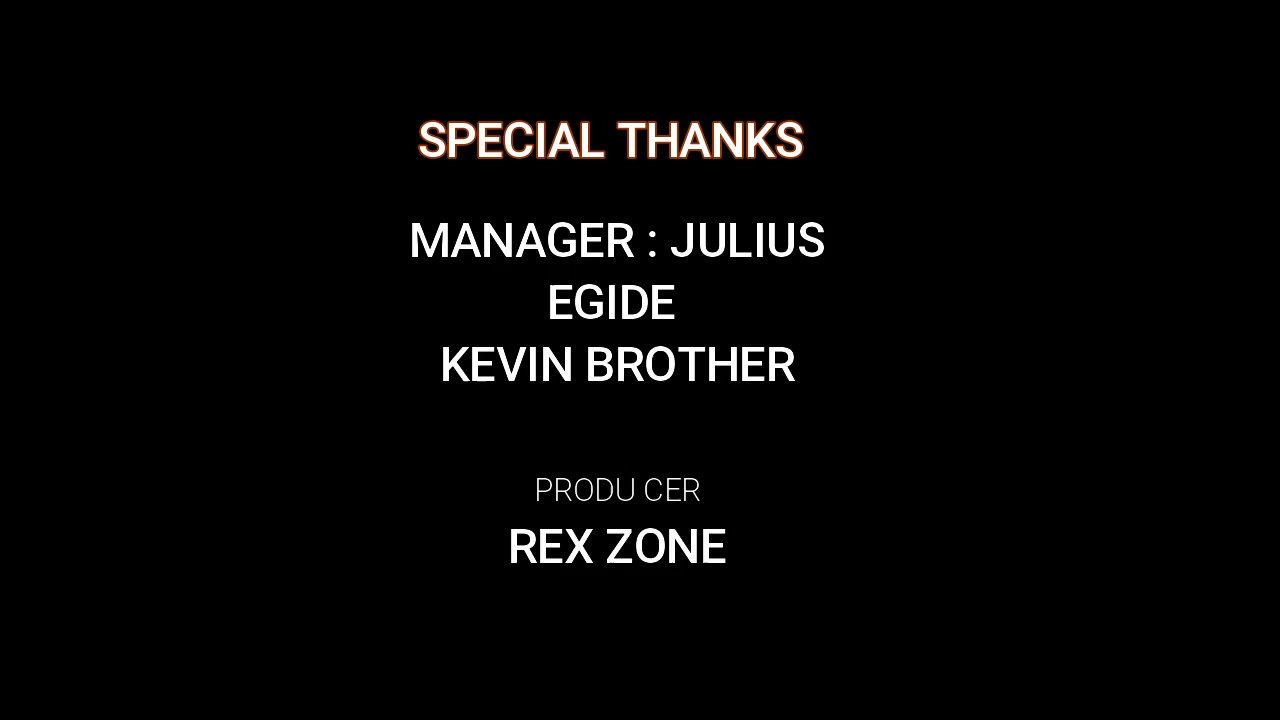 SPECIAL THANKS
MANAGER : JULIUS
EGIDE
KEVIN BROTHER
PRODU CER
REX ZONE